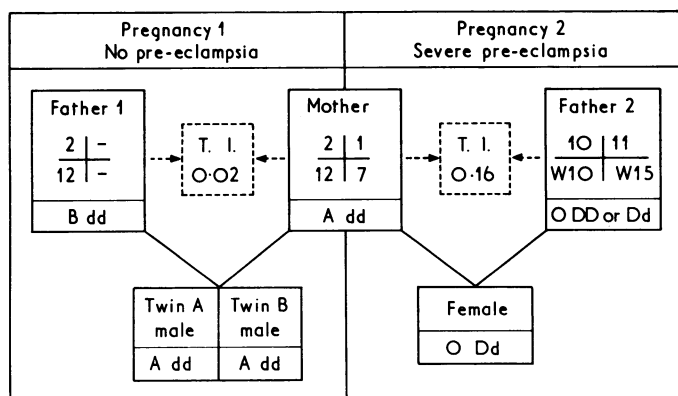 Pregnancy 1
No pre-eclampsia
Pregnancy 2
Severe pre-eclampsia
Father 1
2 -
12 -
B dd
T. I.
0·02
Mother
2 1
12 7
A dd
T. I.
0·16
Father 2
10 11
W10 W15
O DD or Dd
Twin A
male
A dd
Twin B
male
A dd
Female
O Dd